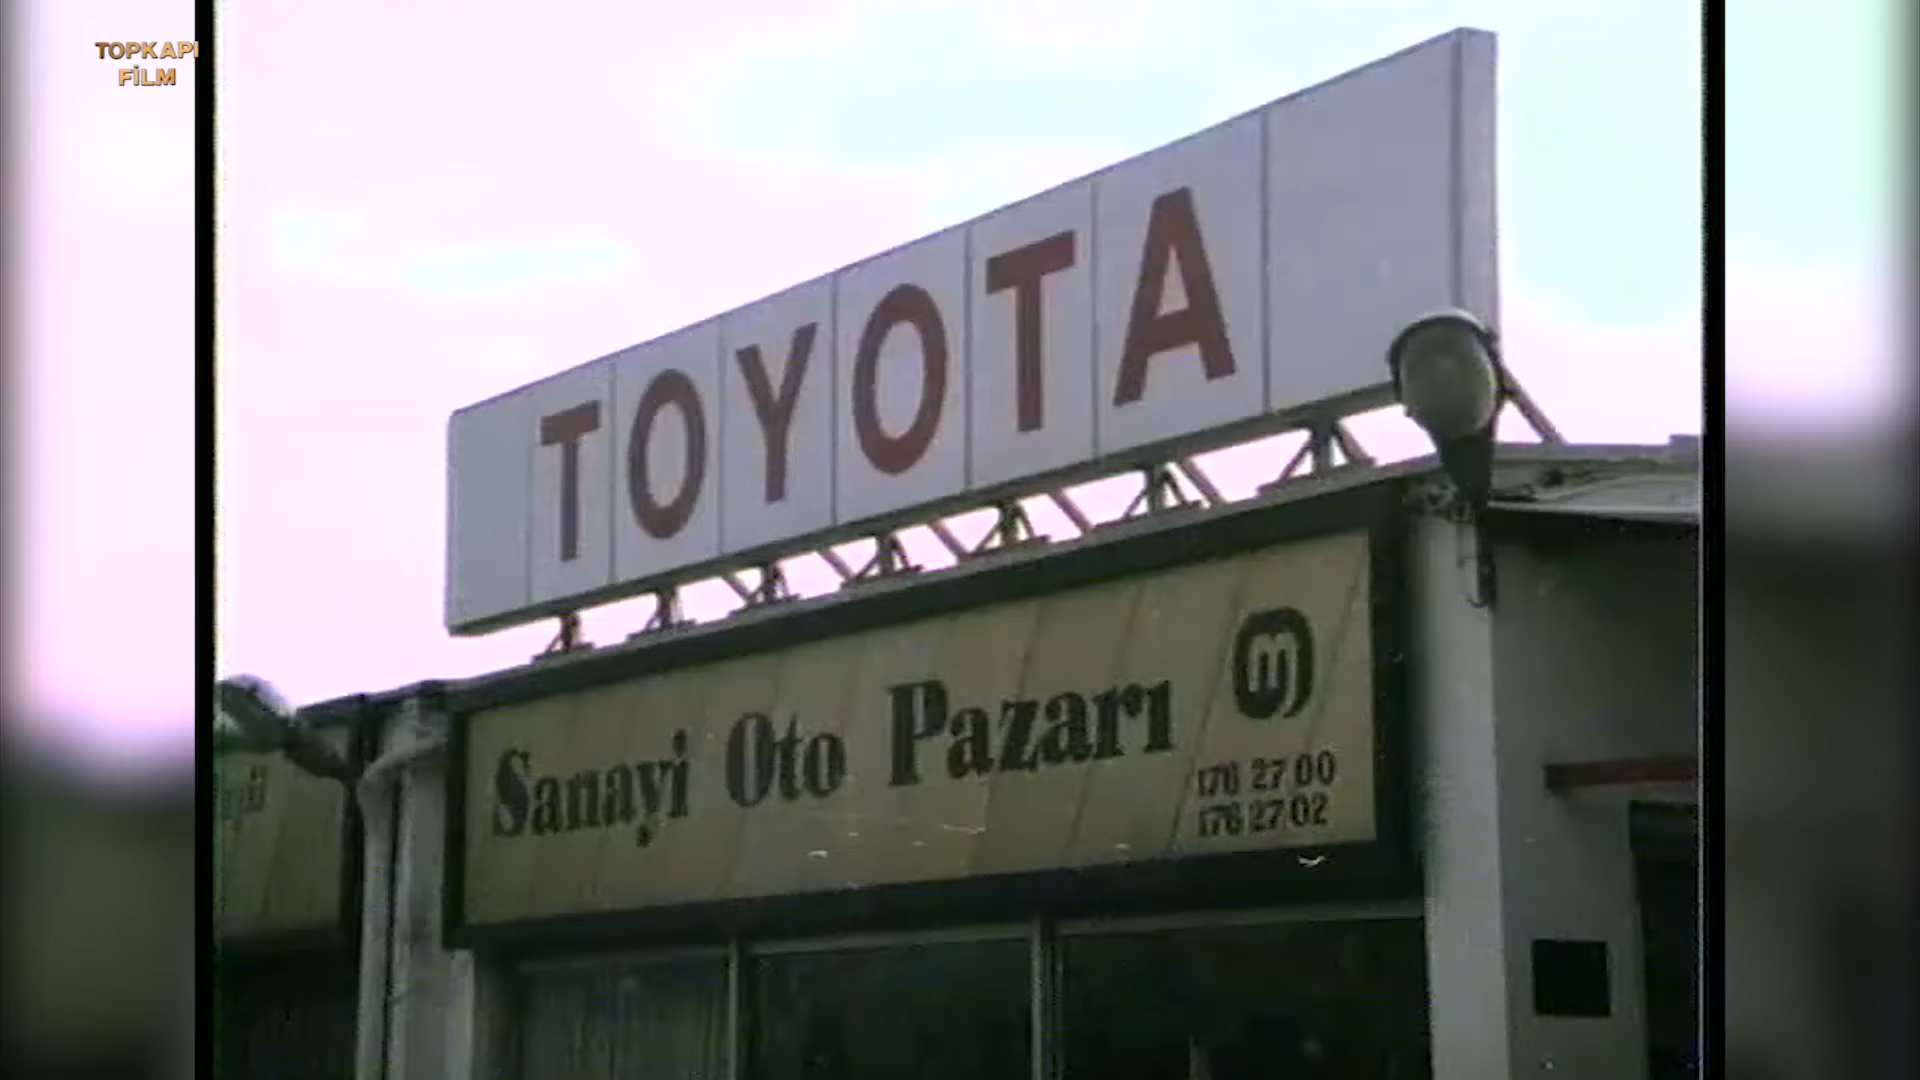 TOPKAPI
FİLM
TOYOTA
Sanayi Oto Pazarı
176 27 00
176 27 02